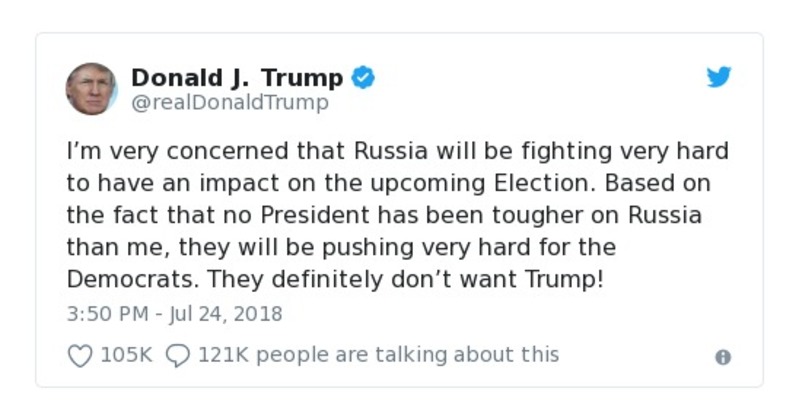 Donald J. Trump
@realDonaldTrump
I’m very concerned that Russia will be fighting very hard
to have an impact on the upcoming Election. Based on
the fact that no President has been tougher on Russia
than me, they will be pushing very hard for the
Democrats. They definitely don’t want Trump!
3:50 PM - Jul 24, 2018
105K 121K people are talking about this